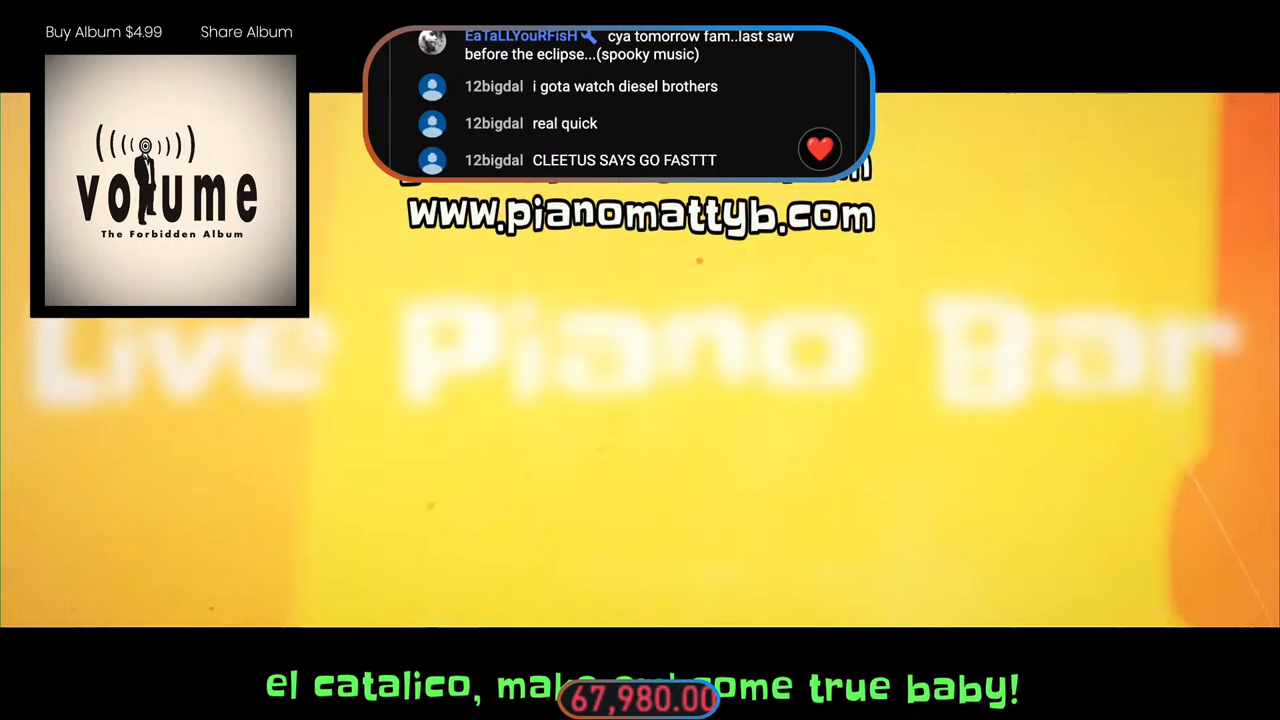 Buy Album $4.99
Share Album
volume
The Forbidden Album
EaTaLLYouRFisH cya tomorrow fam..last saw
before the eclipse...(spooky music)
12bigdal i gota watch diesel brothers
12bigdal real quick
12bigdal CLEETUS SAYS GO FASTTT
www.pianomattyb.com
Live Piano Bar
el catalico, come true baby!
67,980.00